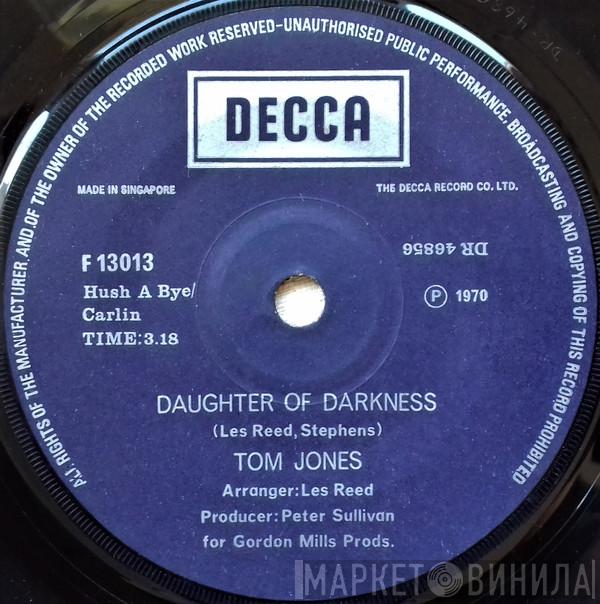 ALL RIGHTS OF THE MANUFACTURER AND OF THE OWNER OF THE RECORDED WORK RESERVED-UNAUTHORISED PUBLIC PERFORMANCE, BROADCASTING AND COPYING OF THIS RECORD PROHIBITED
DECCA
MADE IN SINGAPORE
THE DECCA RECORD CO. LTD.
DR 46856
F 13013
Hush A Bye/
Carlin
TIME:3.18
Ⓟ 1970
DAUGHTER OF DARKNESS
(Les Reed, Stephens)
TOM JONES
Arranger: Les Reed
Producer: Peter Sullivan
for Gordon Mills Prods.
МАРКЕТ ВИНИЛА